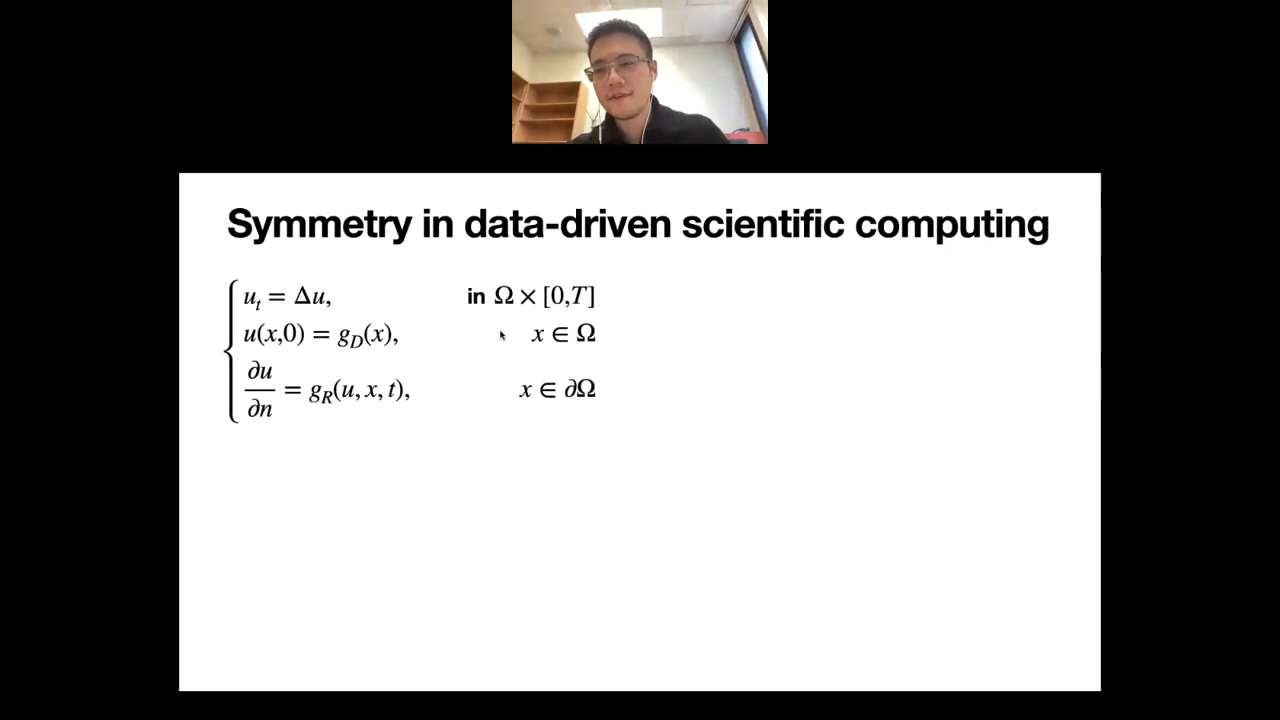 Symmetry in data-driven scientific computing
u_t = Δu, in Ω × [0,T]
u(x,0) = g_D(x), x ∈ Ω
∂u/∂n = g_R(u, x, t), x ∈ ∂Ω